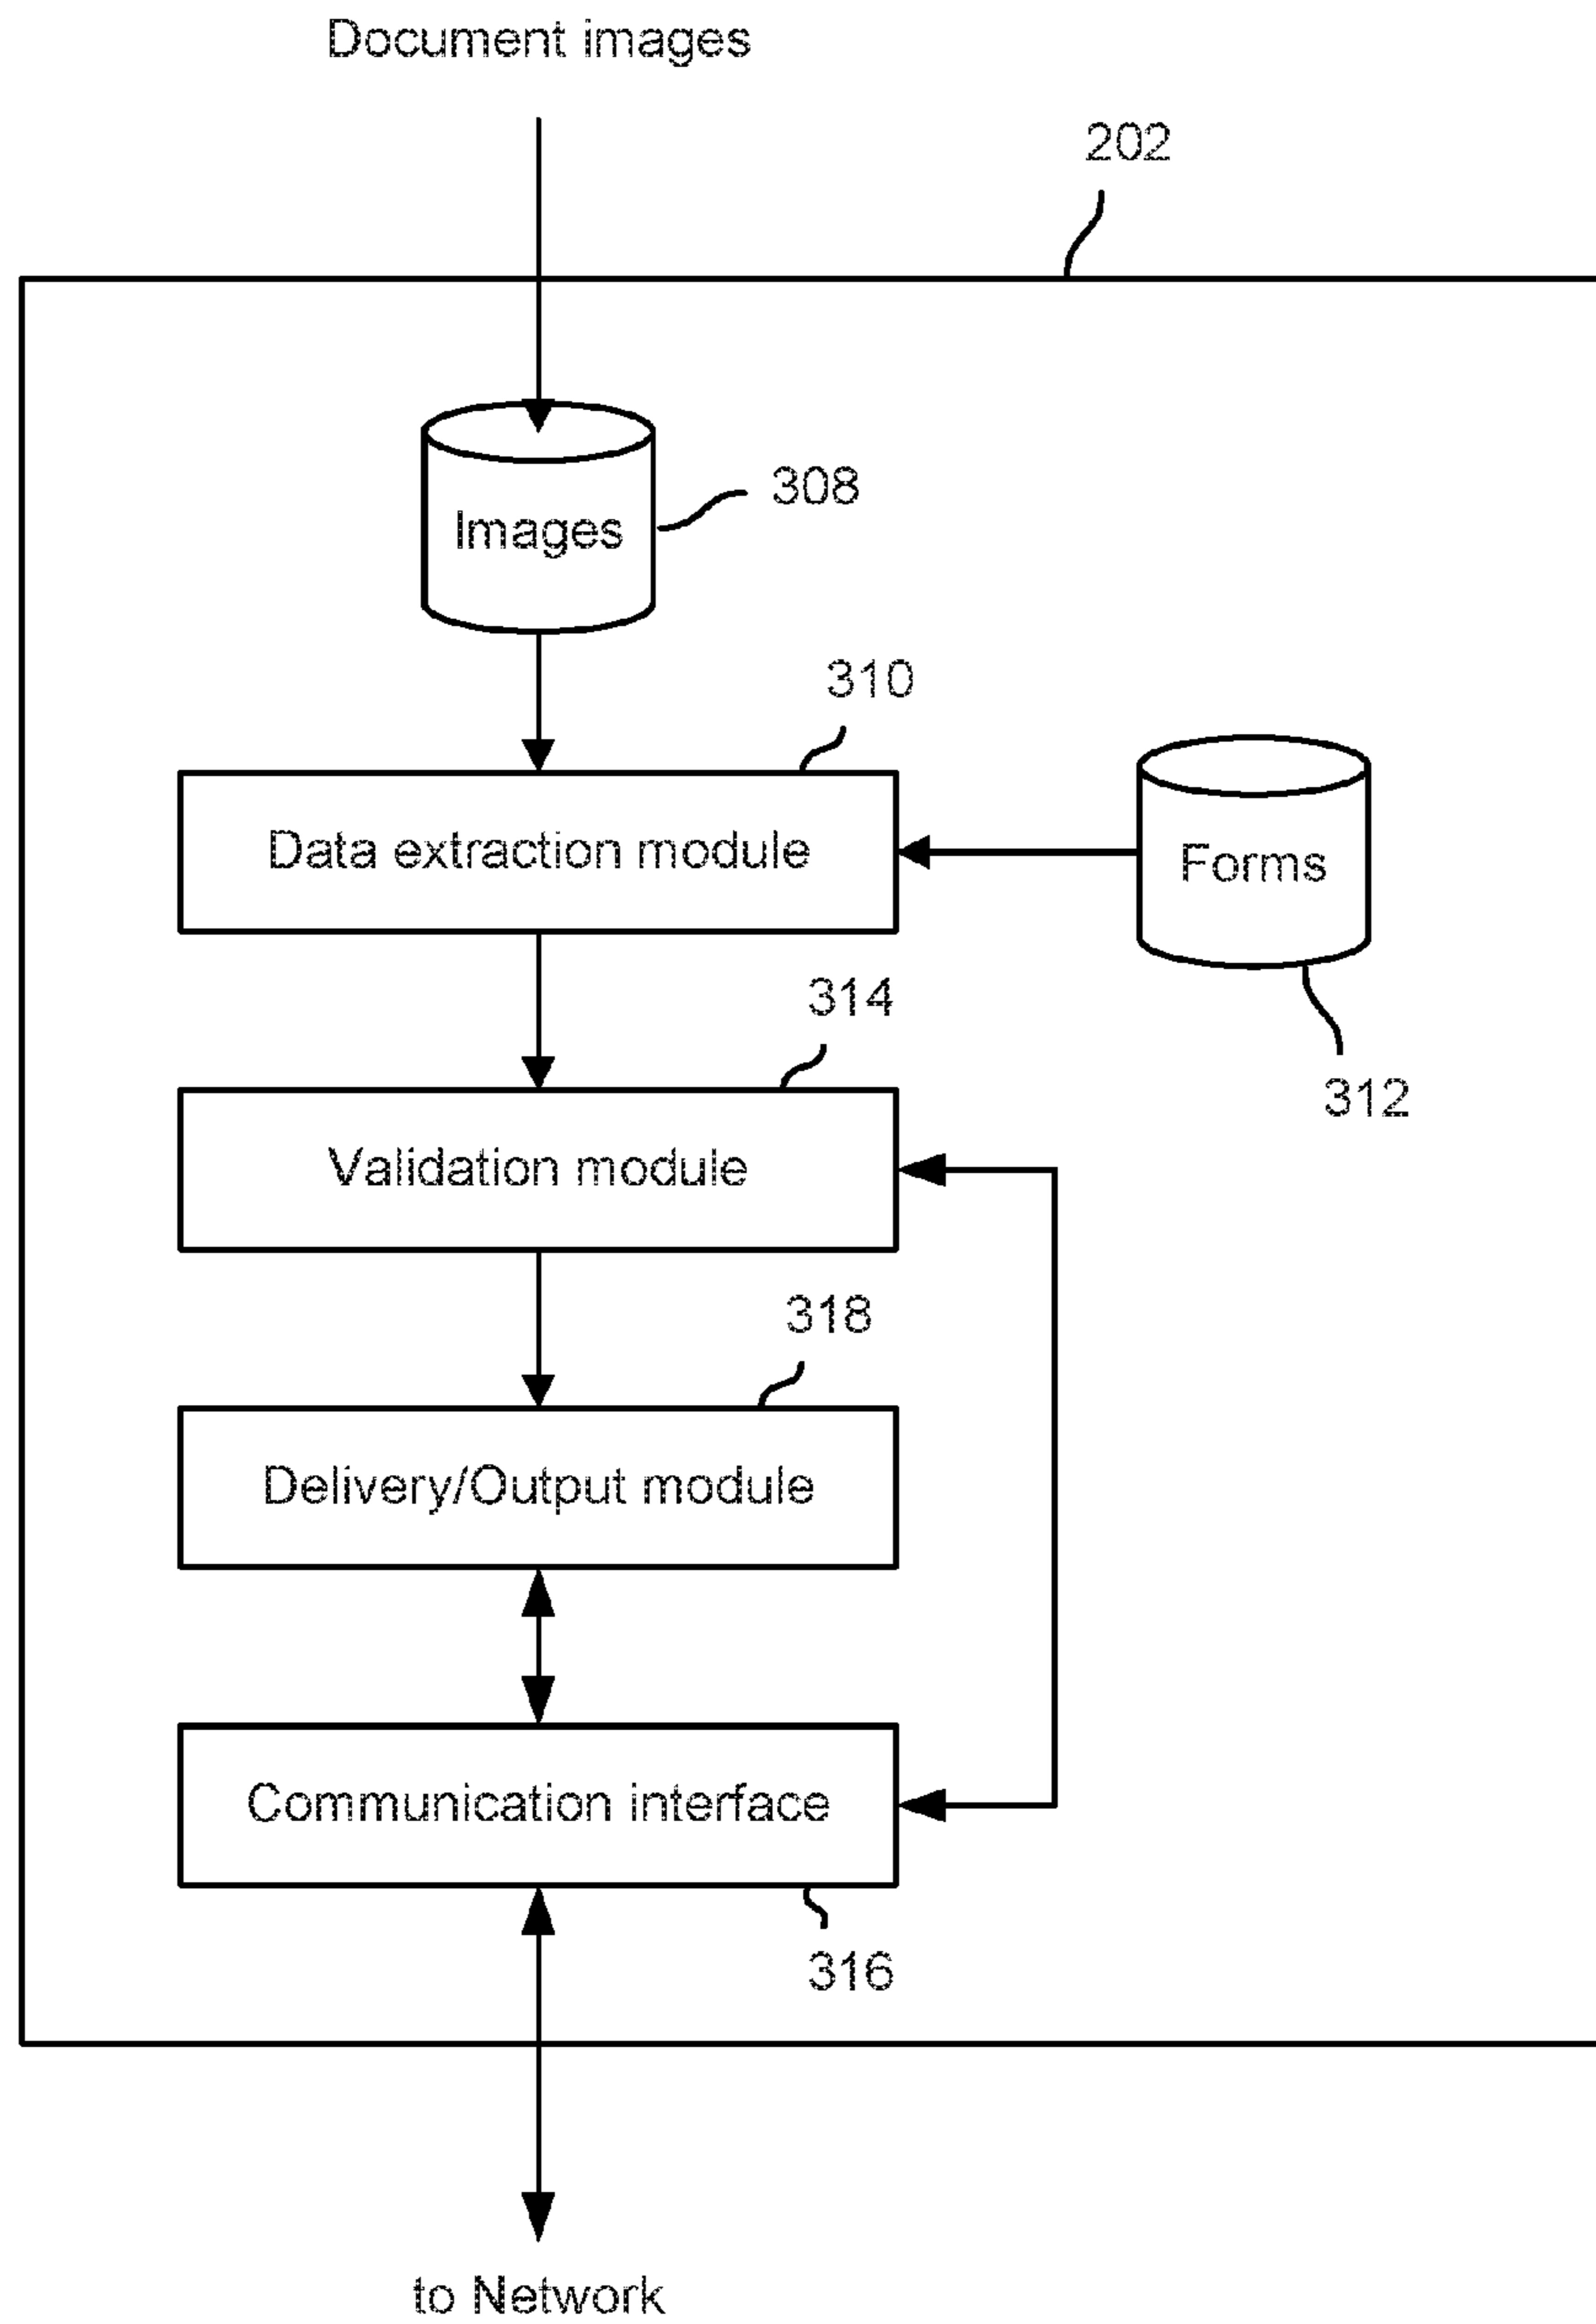 Document images
202
308
Images
310
Data extraction module
Forms
314
312
Validation module
318
Delivery/Output module
Communication interface
316
to Network